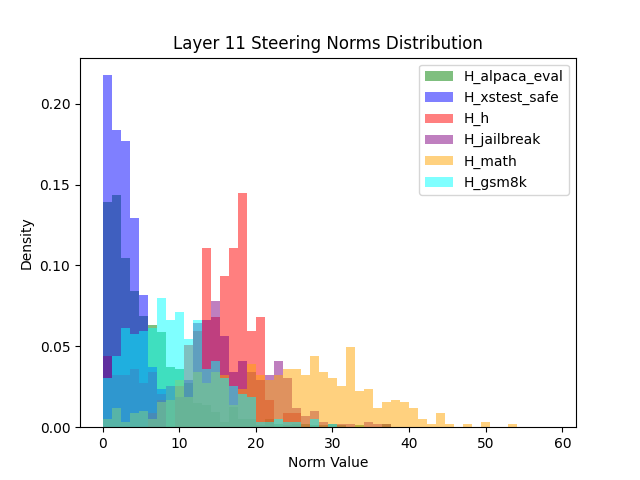 Layer 11 Steering Norms Distribution
H_alpaca_eval
H_xstest_safe
H_h
H_jailbreak
H_math
H_gsm8k
0.20
0.15
0.10
0.05
0.00
Density
0 10 20 30 40 50 60
Norm Value